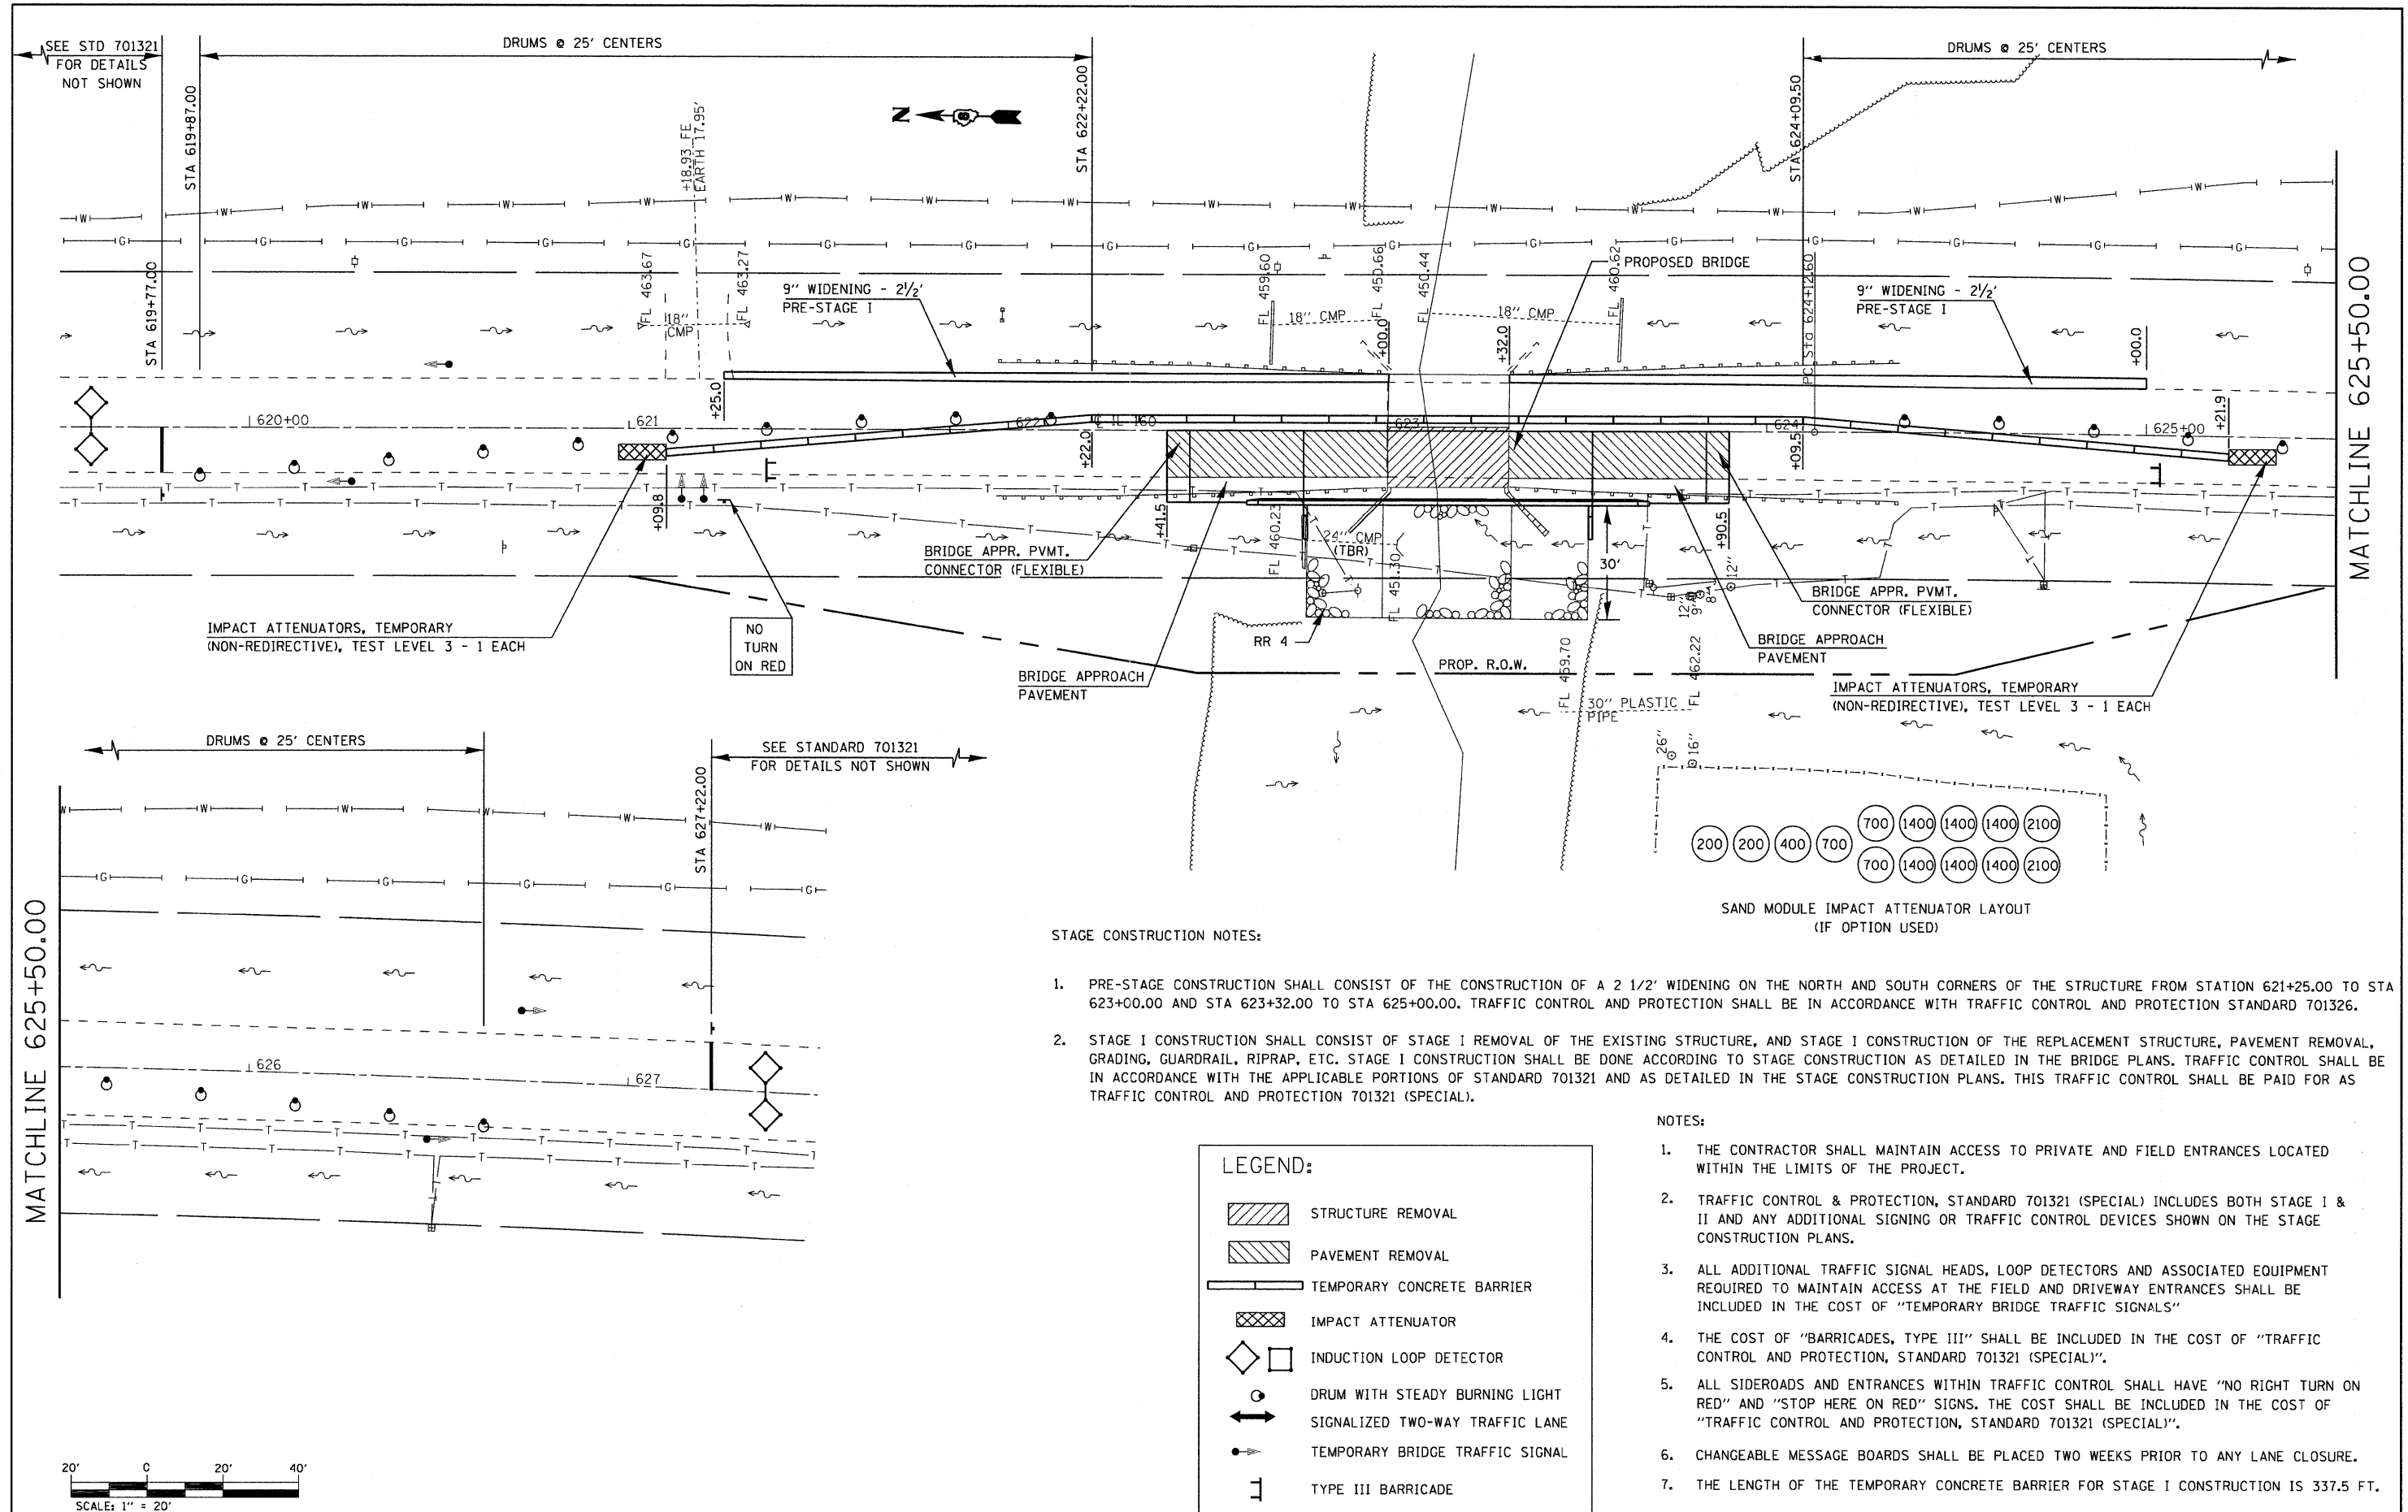 SEE STD 701321
FOR DETAILS
NOT SHOWN
DRUMS @ 25' CENTERS
DRUMS @ 25' CENTERS
STA 619+77.00
STA 619+87.00
N
STA 622+22.00
STA 624+09.50
+18.93 FE
EARTH 17.95'
W W W W W W W W W W W W W W W
G G G G G G G G G G G G G G G G
FL 463.67
FL 463.27
18" CMP
9" WIDENING - 2½'
PRE-STAGE I
FL 459.60
18" CMP
FL 450.66
+00.0
FL 450.44
+32.0
18" CMP
FL 460.62
PROPOSED BRIDGE
PC Sta 624+12.60
9" WIDENING - 2½'
PRE-STAGE I
+00.0
MATCHLINE 625+50.00
620+00
621
+25.0
622
℄ IL 160
623
624
625+00
+21.9
+09.8
+22.0
+41.5
+09.5
+90.5
BRIDGE APPR. PVMT.
CONNECTOR (FLEXIBLE)
FL 460.23
24" CMP
(TBR)
FL 451.30
30'
12"
9"
8"
12"
BRIDGE APPR. PVMT.
CONNECTOR (FLEXIBLE)
IMPACT ATTENUATORS, TEMPORARY
(NON-REDIRECTIVE), TEST LEVEL 3 - 1 EACH
NO
TURN
ON RED
RR 4
BRIDGE APPROACH
PAVEMENT
PROP. R.O.W.
FL 459.70
FL 462.22
30" PLASTIC
PIPE
BRIDGE APPROACH
PAVEMENT
IMPACT ATTENUATORS, TEMPORARY
(NON-REDIRECTIVE), TEST LEVEL 3 - 1 EACH
26"
16"
700 1400 1400 1400 2100
200 200 400 700
700 1400 1400 1400 2100
SAND MODULE IMPACT ATTENUATOR LAYOUT
(IF OPTION USED)
DRUMS @ 25' CENTERS
SEE STANDARD 701321
FOR DETAILS NOT SHOWN
STA 627+22.00
W W W W W W
G G G G G G
MATCHLINE 625+50.00
626
627
STAGE CONSTRUCTION NOTES:
1. PRE-STAGE CONSTRUCTION SHALL CONSIST OF THE CONSTRUCTION OF A 2 1/2' WIDENING ON THE NORTH AND SOUTH CORNERS OF THE STRUCTURE FROM STATION 621+25.00 TO STA
623+00.00 AND STA 623+32.00 TO STA 625+00.00. TRAFFIC CONTROL AND PROTECTION SHALL BE IN ACCORDANCE WITH TRAFFIC CONTROL AND PROTECTION STANDARD 701326.
2. STAGE I CONSTRUCTION SHALL CONSIST OF STAGE I REMOVAL OF THE EXISTING STRUCTURE, AND STAGE I CONSTRUCTION OF THE REPLACEMENT STRUCTURE, PAVEMENT REMOVAL,
GRADING, GUARDRAIL, RIPRAP, ETC. STAGE I CONSTRUCTION SHALL BE DONE ACCORDING TO STAGE CONSTRUCTION AS DETAILED IN THE BRIDGE PLANS. TRAFFIC CONTROL SHALL BE
IN ACCORDANCE WITH THE APPLICABLE PORTIONS OF STANDARD 701321 AND AS DETAILED IN THE STAGE CONSTRUCTION PLANS. THIS TRAFFIC CONTROL SHALL BE PAID FOR AS
TRAFFIC CONTROL AND PROTECTION 701321 (SPECIAL).
LEGEND:
STRUCTURE REMOVAL
PAVEMENT REMOVAL
TEMPORARY CONCRETE BARRIER
IMPACT ATTENUATOR
INDUCTION LOOP DETECTOR
DRUM WITH STEADY BURNING LIGHT
SIGNALIZED TWO-WAY TRAFFIC LANE
TEMPORARY BRIDGE TRAFFIC SIGNAL
TYPE III BARRICADE
NOTES:
1. THE CONTRACTOR SHALL MAINTAIN ACCESS TO PRIVATE AND FIELD ENTRANCES LOCATED
WITHIN THE LIMITS OF THE PROJECT.
2. TRAFFIC CONTROL & PROTECTION, STANDARD 701321 (SPECIAL) INCLUDES BOTH STAGE I &
II AND ANY ADDITIONAL SIGNING OR TRAFFIC CONTROL DEVICES SHOWN ON THE STAGE
CONSTRUCTION PLANS.
3. ALL ADDITIONAL TRAFFIC SIGNAL HEADS, LOOP DETECTORS AND ASSOCIATED EQUIPMENT
REQUIRED TO MAINTAIN ACCESS AT THE FIELD AND DRIVEWAY ENTRANCES SHALL BE
INCLUDED IN THE COST OF "TEMPORARY BRIDGE TRAFFIC SIGNALS"
4. THE COST OF "BARRICADES, TYPE III" SHALL BE INCLUDED IN THE COST OF "TRAFFIC
CONTROL AND PROTECTION, STANDARD 701321 (SPECIAL)".
5. ALL SIDEROADS AND ENTRANCES WITHIN TRAFFIC CONTROL SHALL HAVE "NO RIGHT TURN ON
RED" AND "STOP HERE ON RED" SIGNS. THE COST SHALL BE INCLUDED IN THE COST OF
"TRAFFIC CONTROL AND PROTECTION, STANDARD 701321 (SPECIAL)".
6. CHANGEABLE MESSAGE BOARDS SHALL BE PLACED TWO WEEKS PRIOR TO ANY LANE CLOSURE.
7. THE LENGTH OF THE TEMPORARY CONCRETE BARRIER FOR STAGE I CONSTRUCTION IS 337.5 FT.
20' 0 20' 40'
SCALE: 1" = 20'